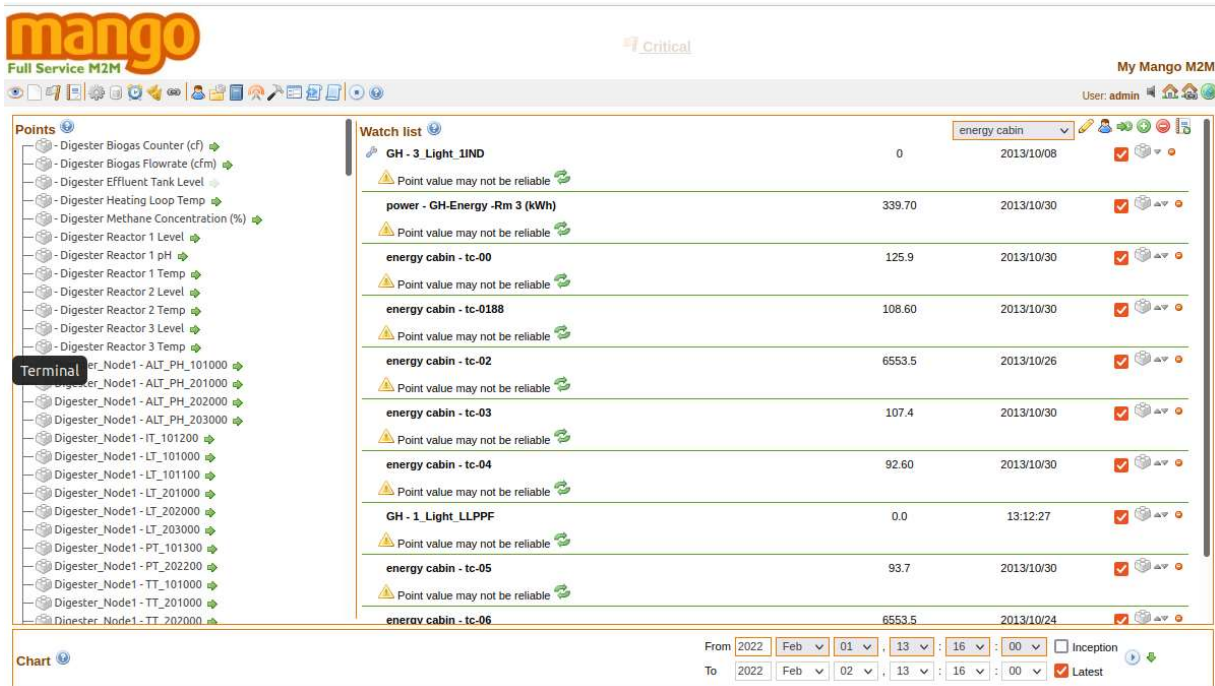 mango
Full Service M2M
Critical
My Mango M2M
User: admin
Points
- Digester Biogas Counter (cf)
- Digester Biogas Flowrate (cfm)
- Digester Effluent Tank Level
- Digester Heating Loop Temp
- Digester Methane Concentration (%)
- Digester Reactor 1 Level
- Digester Reactor 1 pH
- Digester Reactor 1 Temp
- Digester Reactor 2 Level
- Digester Reactor 2 Temp
- Digester Reactor 3 Level
- Digester Reactor 3 Temp
Terminal
er_Node1 - ALT_PH_101000
Digester_Node1 - ALT_PH_201000
Digester_Node1 - ALT_PH_202000
Digester_Node1 - ALT_PH_203000
Digester_Node1 - IT_101200
Digester_Node1 - LT_101000
Digester_Node1 - LT_101100
Digester_Node1 - LT_201000
Digester_Node1 - LT_202000
Digester_Node1 - LT_203000
Digester_Node1 - PT_101300
Digester_Node1 - PT_202200
Digester_Node1 - TT_101000
Digester_Node1 - TT_201000
Digester_Node1 - TT_202000
Watch list energy cabin
GH - 3_Light_1IND 0 2013/10/08
Point value may not be reliable
power - GH-Energy -Rm 3 (kWh) 339.70 2013/10/30
Point value may not be reliable
energy cabin - tc-00 125.9 2013/10/30
Point value may not be reliable
energy cabin - tc-0188 108.60 2013/10/30
Point value may not be reliable
energy cabin - tc-02 6553.5 2013/10/26
Point value may not be reliable
energy cabin - tc-03 107.4 2013/10/30
Point value may not be reliable
energy cabin - tc-04 92.60 2013/10/30
Point value may not be reliable
GH - 1_Light_LLPPF 0.0 13:12:27
Point value may not be reliable
energy cabin - tc-05 93.7 2013/10/30
Point value may not be reliable
energy cabin - tc-06 6553.5 2013/10/24
Chart
From 2022 Feb 01 , 13 : 16 : 00 Inception
To 2022 Feb 02 , 13 : 16 : 00 Latest